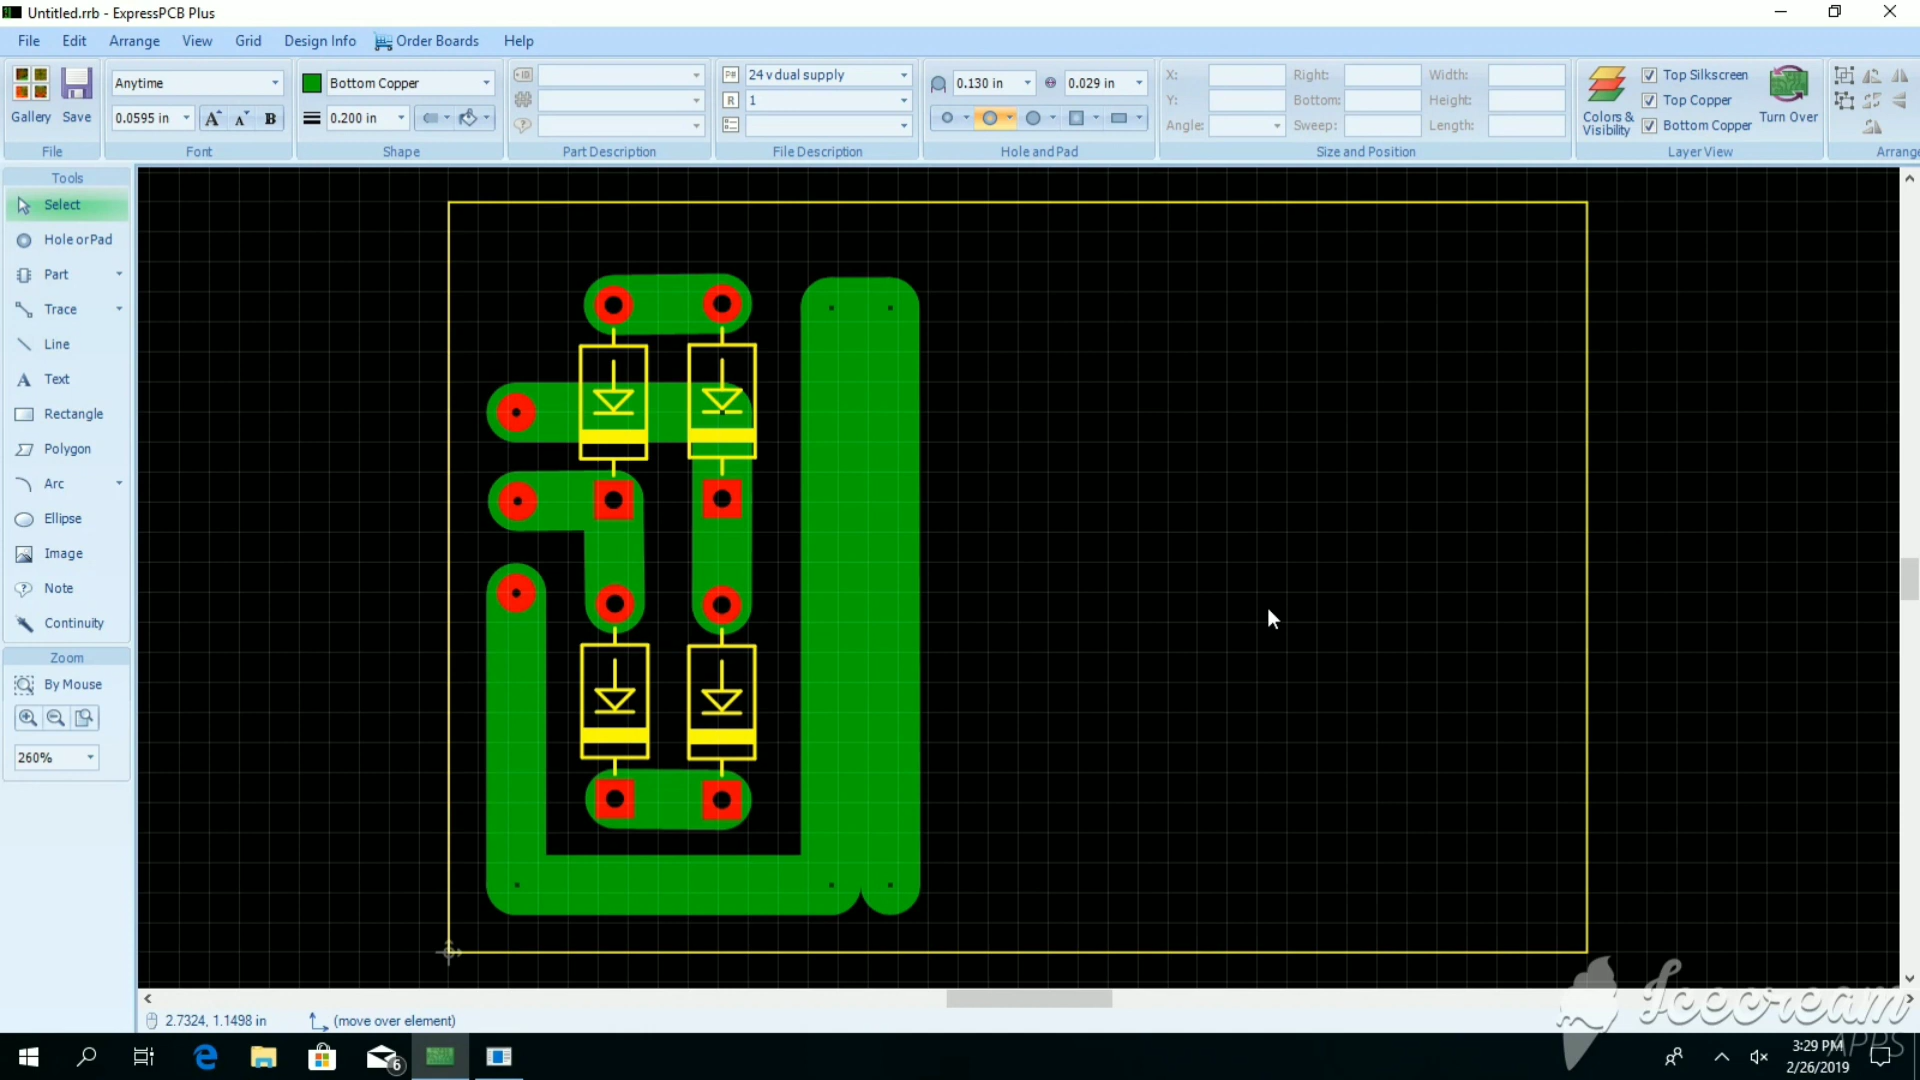 Untitled.rrb - ExpressPCB Plus
File Edit Arrange View Grid Design Info Order Boards Help
Anytime
Bottom Copper
24 v dual supply
0.130 in
0.029 in
X: Right: Width:
Top Silkscreen
Gallery Save
0.0595 in
A A B
0.200 in
R 1
Y: Bottom: Height:
Top Copper
Colors & Visibility
Turn Over
Angle: Sweep: Length:
Bottom Copper
File Font Shape Part Description File Description Hole and Pad Size and Position Layer View Arrange
Tools
Select
Hole or Pad
Part
Trace
Line
A Text
Rectangle
Polygon
Arc
Ellipse
Image
Note
Continuity
Zoom
By Mouse
260%
2.7324, 1.1498 in (move over element)
Icecream
APPS
6
3:29 PM
2/26/2019